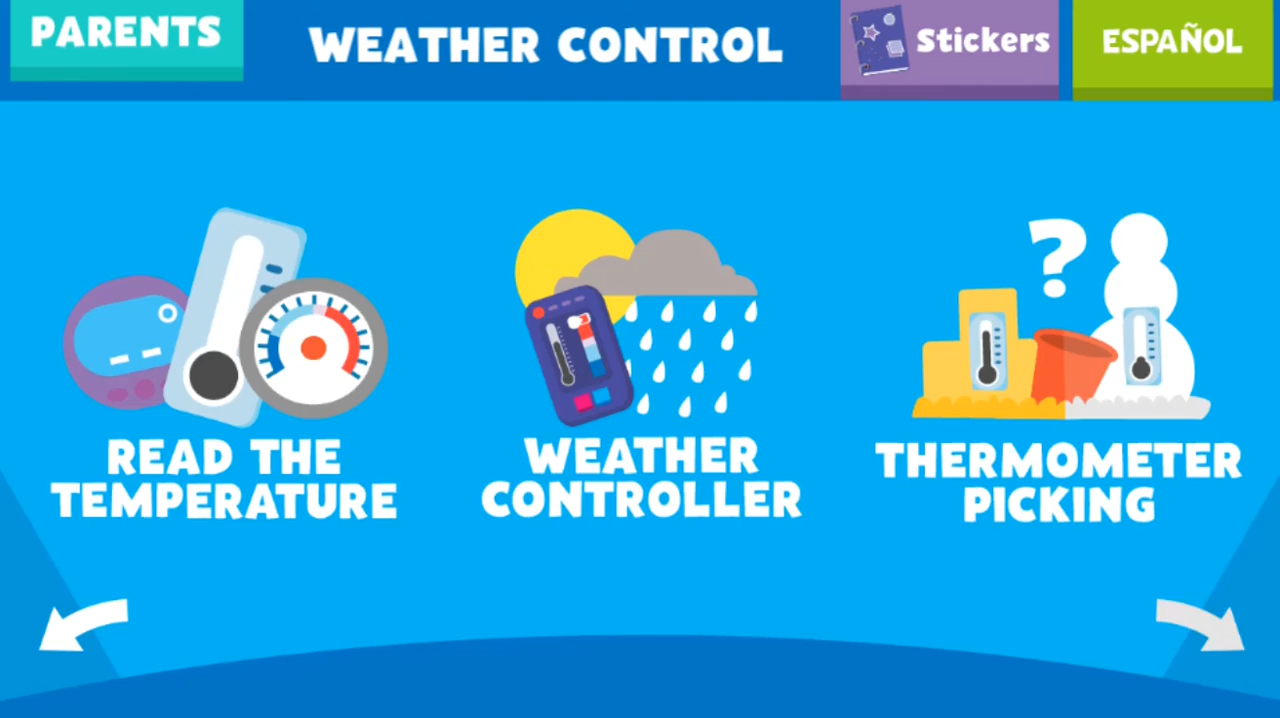 PARENTS
WEATHER CONTROL
Stickers
ESPAÑOL
?
READ THE
TEMPERATURE
WEATHER
CONTROLLER
THERMOMETER
PICKING